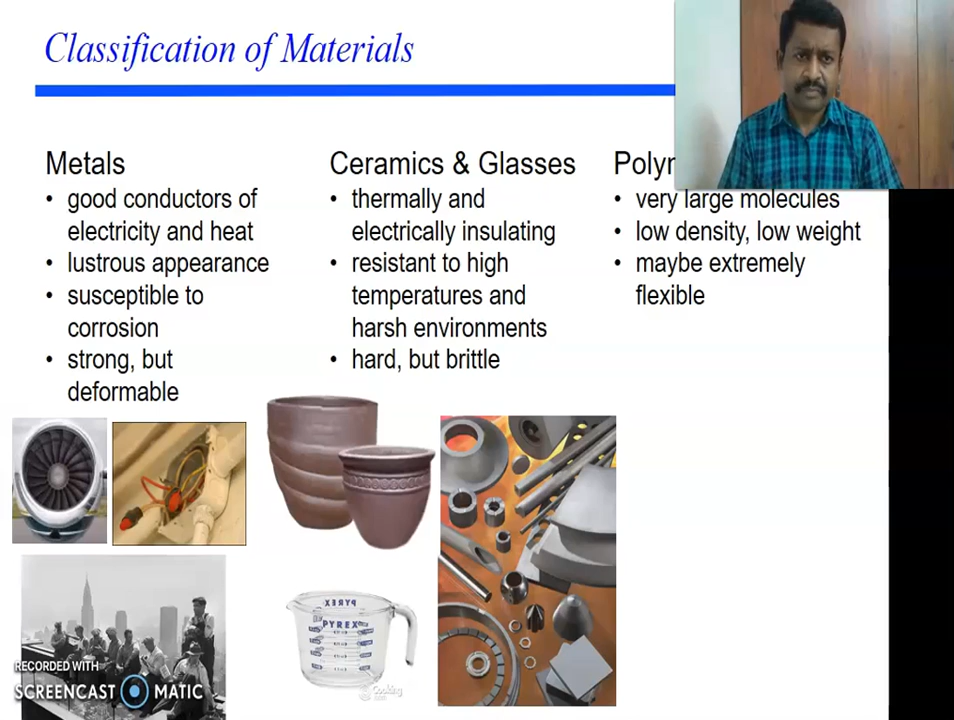 Classification of Materials
Metals
• good conductors of
electricity and heat
• lustrous appearance
• susceptible to
corrosion
• strong, but
deformable
Ceramics & Glasses
• thermally and
electrically insulating
• resistant to high
temperatures and
harsh environments
• hard, but brittle
Polyr
• very large molecules
• low density, low weight
• maybe extremely
flexible
PYREX
PYREX
Cooking
RECORDED WITH
SCREENCAST MATIC